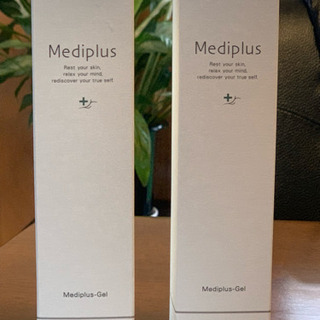 Mediplus
Rest your skin,
relax your mind,
rediscover your true self.
Mediplus-Gel
Mediplus
Rest your skin,
relax your mind,
rediscover your true self.
Mediplus-Gel